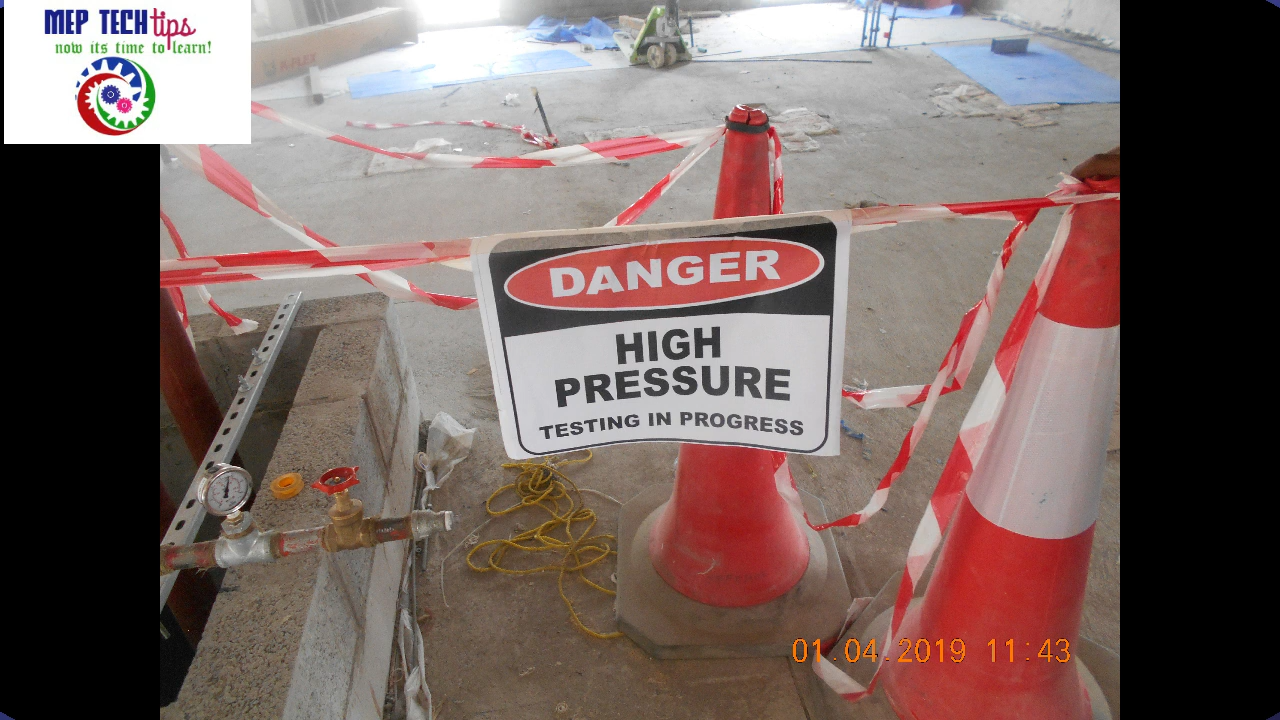 MEP TECH tips
now its time to learn!
DANGER
HIGH
PRESSURE
TESTING IN PROGRESS
01.04.2019 11:43